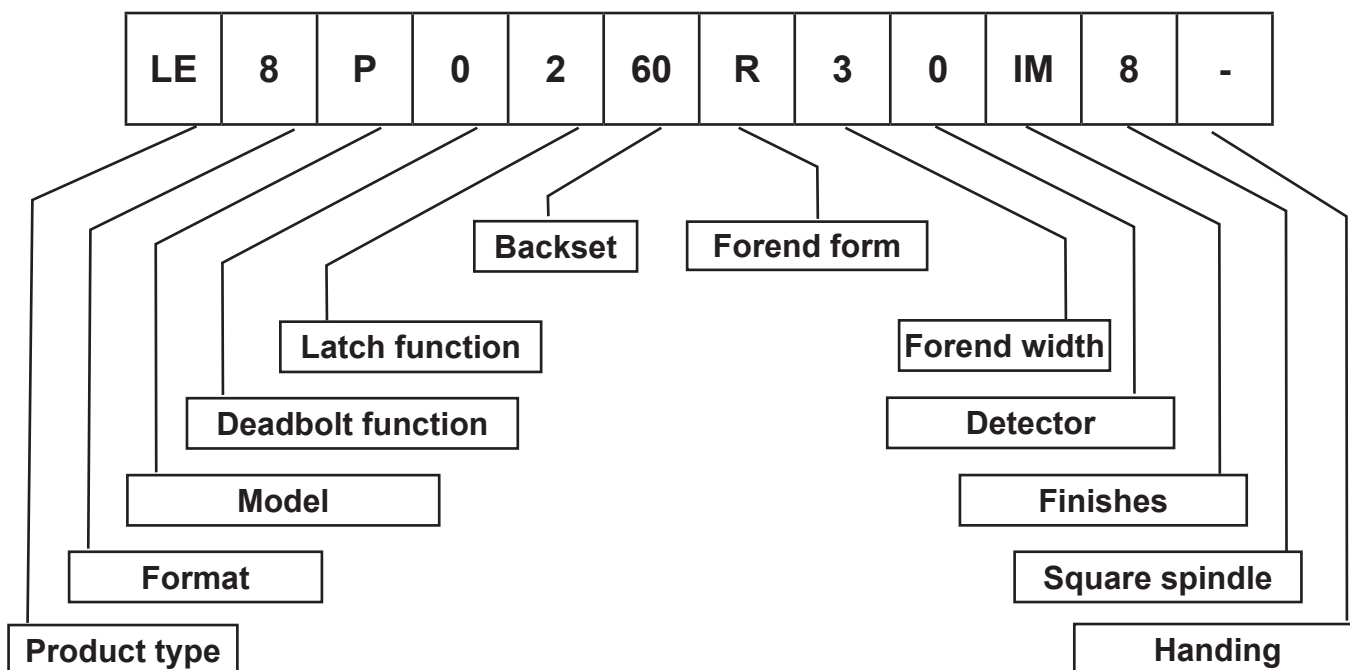 LE 8 P 0 2 60 R 3 0 IM 8 -
Backset Forend form
Latch function Forend width
Deadbolt function Detector
Model Finishes
Format Square spindle
Product type Handing